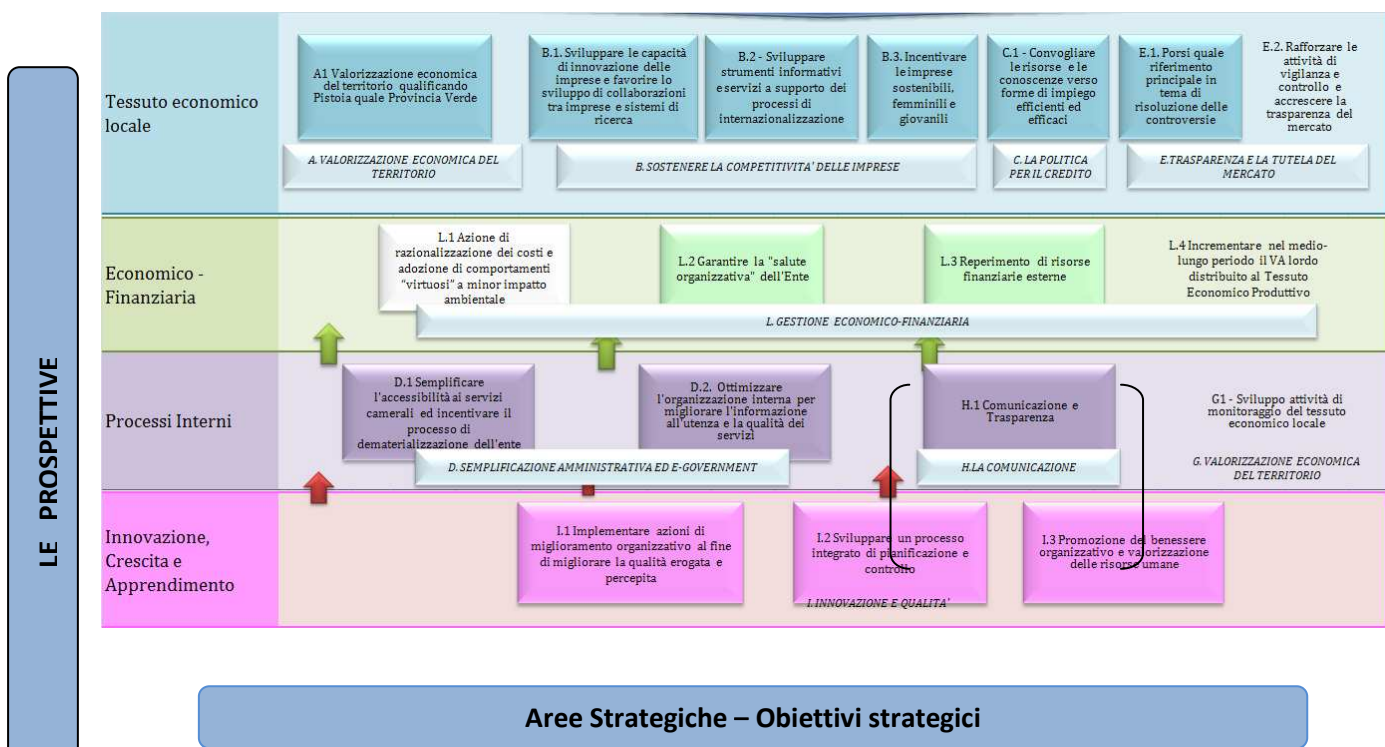 LE PROSPETTIVE
Tessuto economico
locale
A1 Valorizzazione economica
del territorio qualificando
Pistoia quale Provincia Verde
B.1. Sviluppare le capacità
di innovazione delle
imprese e favorire lo
sviluppo di collaborazioni
tra imprese e sistemi di
ricerca
B.2 - Sviluppare
strumenti informativi
e servizi a supporto dei
processi di
internazionalizzazione
B.3. Incentivare
le imprese
sostenibili,
femminili e
giovanili
C.1 - Convogliare
le risorse e le
conoscenze verso
forme di impiego
efficienti ed
efficaci
E.1. Porsi quale
riferimento
principale in
tema di
risoluzione delle
controversie
E.2. Rafforzare le
attività di
vigilanza e
controllo e
accrescere la
trasparenza del
mercato
A. VALORIZZAZIONE ECONOMICA DEL
TERRITORIO
B. SOSTENERE LA COMPETITIVITA' DELLE IMPRESE
C. LA POLITICA
PER IL CREDITO
E.TRASPARENZA E LA TUTELA DEL
MERCATO
Economico -
Finanziaria
L.1 Azione di
razionalizzazione dei costi e
adozione di comportamenti
"virtuosi" a minor impatto
ambientale
L.2 Garantire la "salute
organizzativa" dell'Ente
L.3 Reperimento di risorse
finanziarie esterne
L.4 Incrementare nel medio-
lungo periodo il VA lordo
distribuito al Tessuto
Economico Produttivo
L. GESTIONE ECONOMICO-FINANZIARIA
Processi Interni
D.1 Semplificare
l'accessibilità ai servizi
camerali ed incentivare il
processo di
dematerializzazione dell'ente
D.2. Ottimizzare
l'organizzazione interna per
migliorare l'informazione
all'utenza e la qualità dei
servizi
H.1 Comunicazione e
Trasparenza
G1 - Sviluppo attività di
monitoraggio del tessuto
economico locale
D. SEMPLIFICAZIONE AMMINISTRATIVA ED E-GOVERNMENT
H.LA COMUNICAZIONE
G. VALORIZZAZIONE ECONOMICA
DEL TERRITORIO
Innovazione,
Crescita e
Apprendimento
I.1 Implementare azioni di
miglioramento organizzativo al fine
di migliorare la qualità erogata e
percepita
I.2 Sviluppare un processo
integrato di pianificazione e
controllo
I.3 Promozione del benessere
organizzativo e valorizzazione
delle risorse umane
I. INNOVAZIONE E QUALITA'
Aree Strategiche – Obiettivi strategici